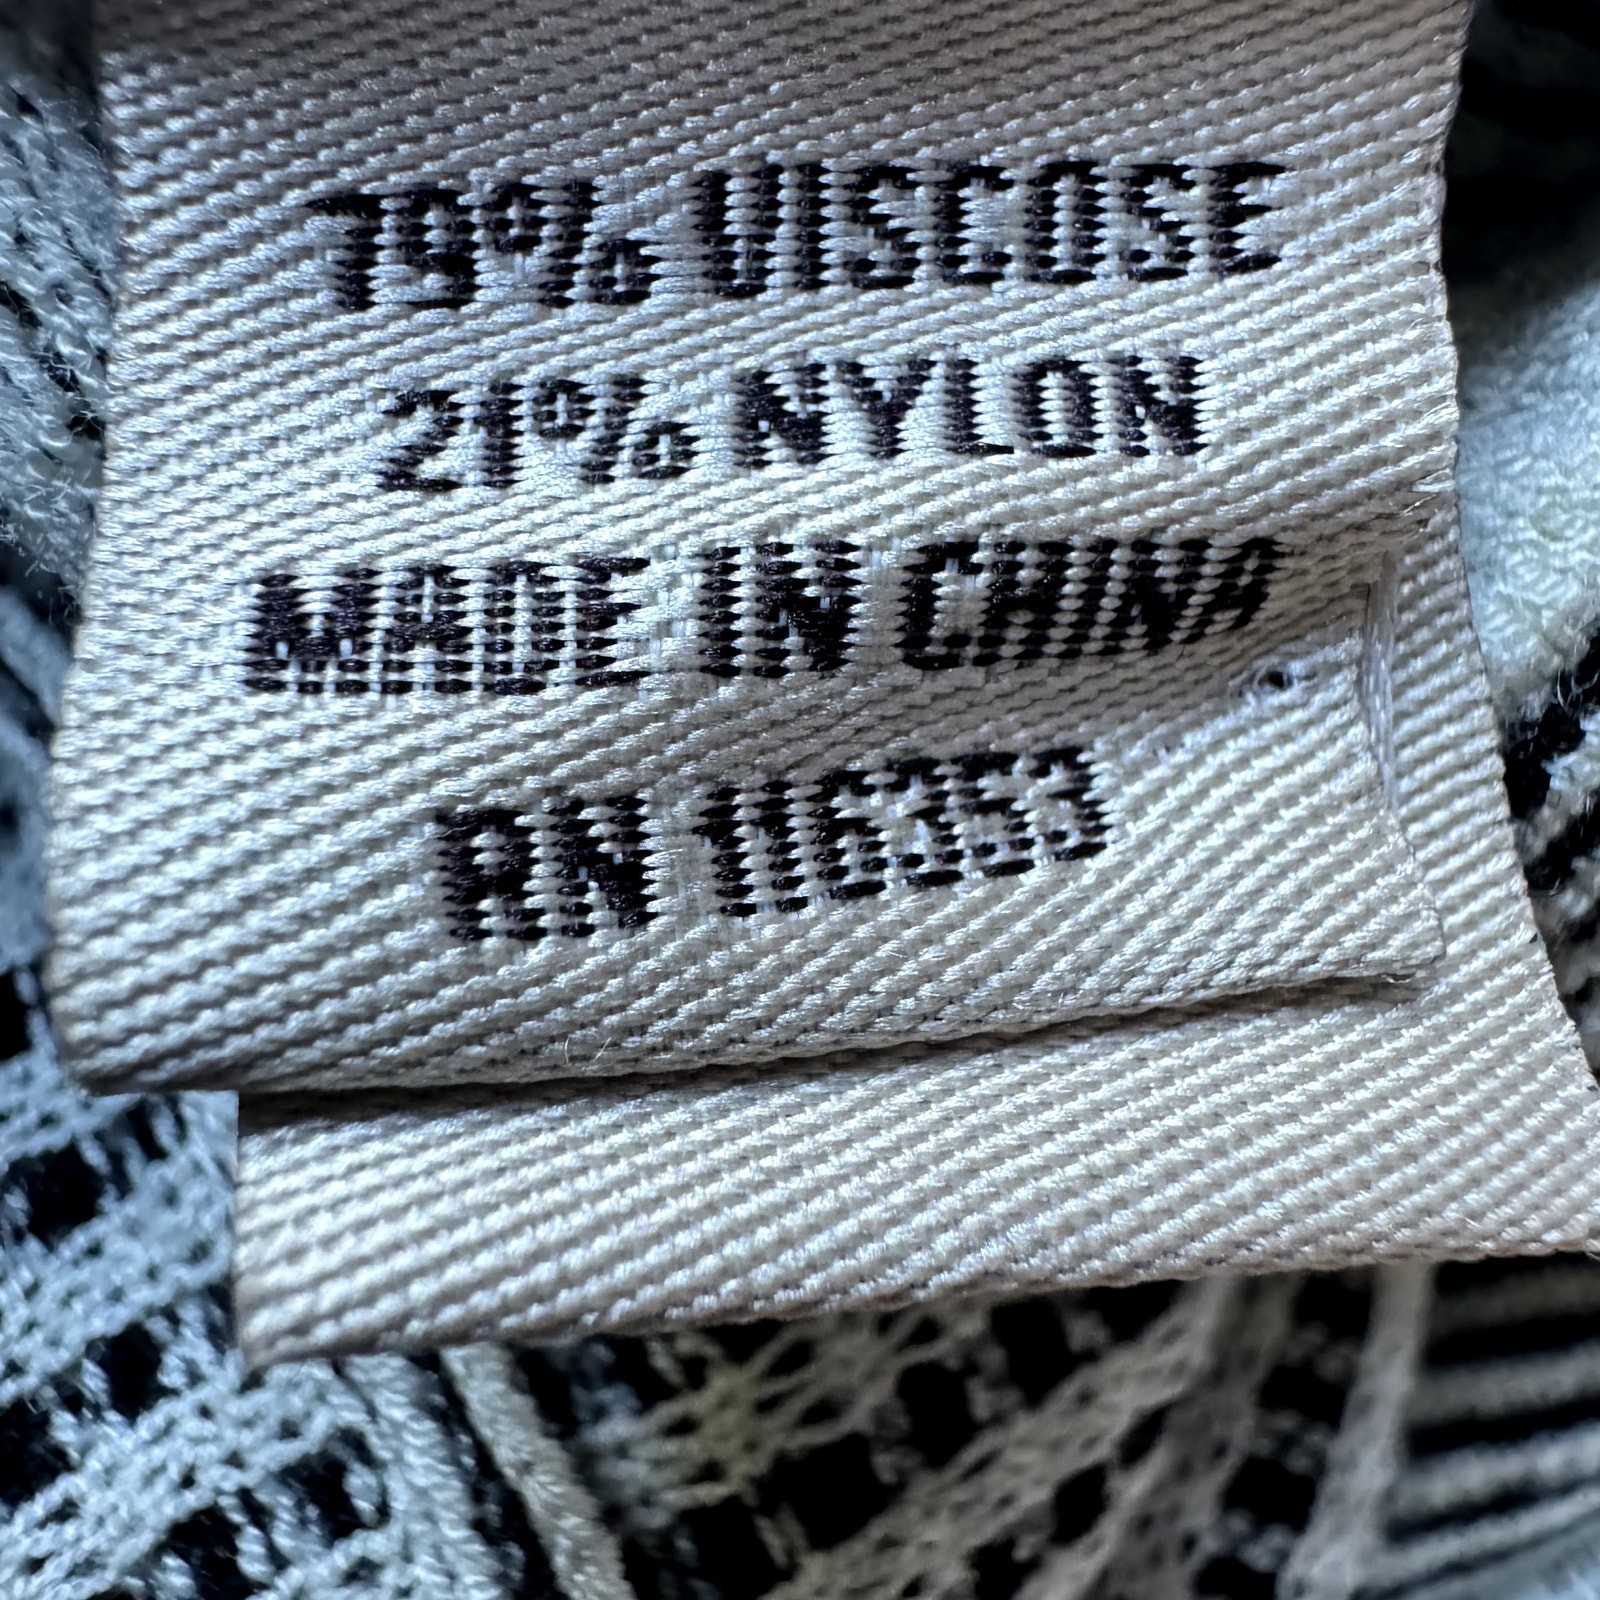 79% VISCOSE
21% NYLON
MADE IN CHINA
RN 116353